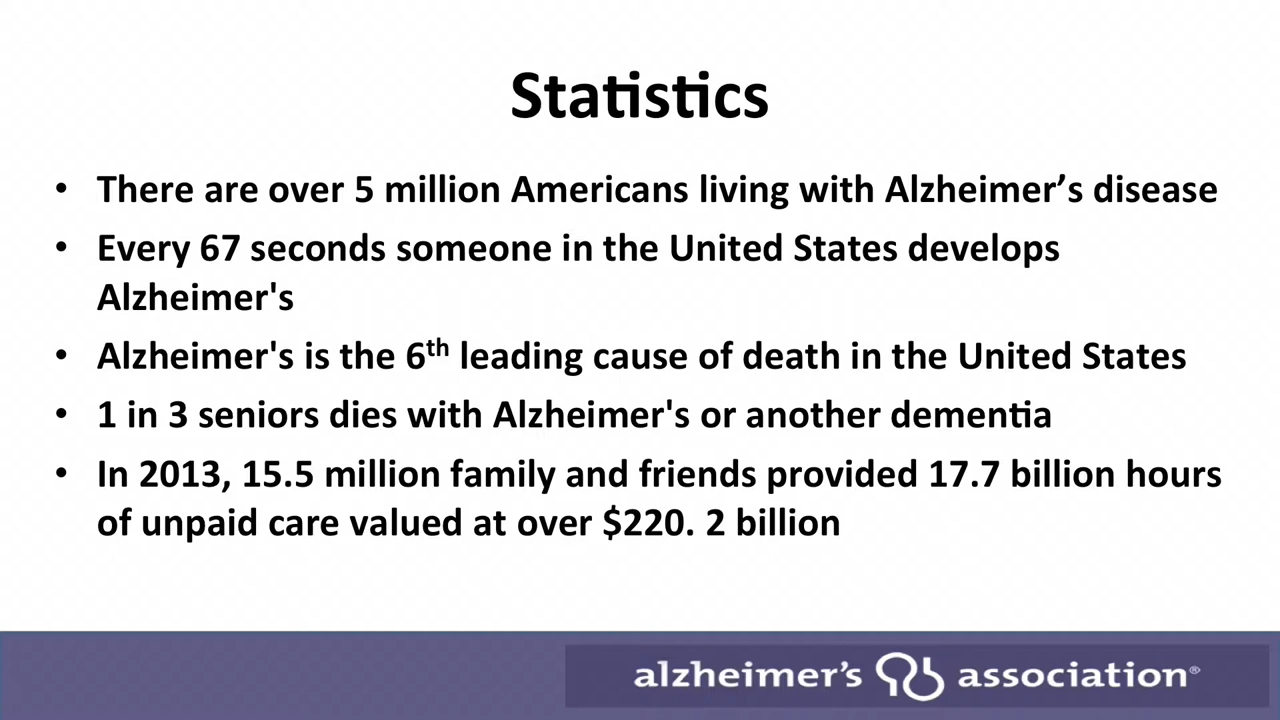 Statistics
• There are over 5 million Americans living with Alzheimer’s disease
• Every 67 seconds someone in the United States develops
Alzheimer's
• Alzheimer's is the 6th leading cause of death in the United States
• 1 in 3 seniors dies with Alzheimer's or another dementia
• In 2013, 15.5 million family and friends provided 17.7 billion hours
of unpaid care valued at over $220. 2 billion
alzheimer's association®